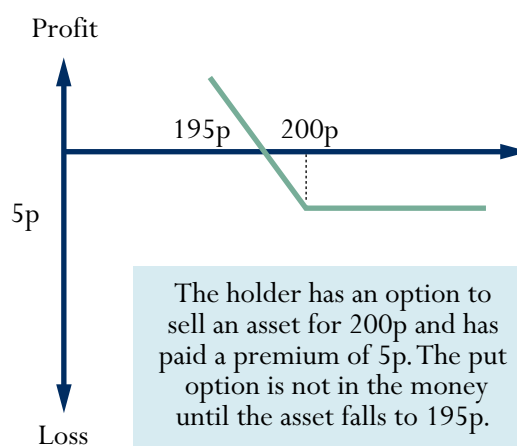 Profit
195p 200p
5p
The holder has an option to
sell an asset for 200p and has
paid a premium of 5p. The put
option is not in the money
until the asset falls to 195p.
Loss